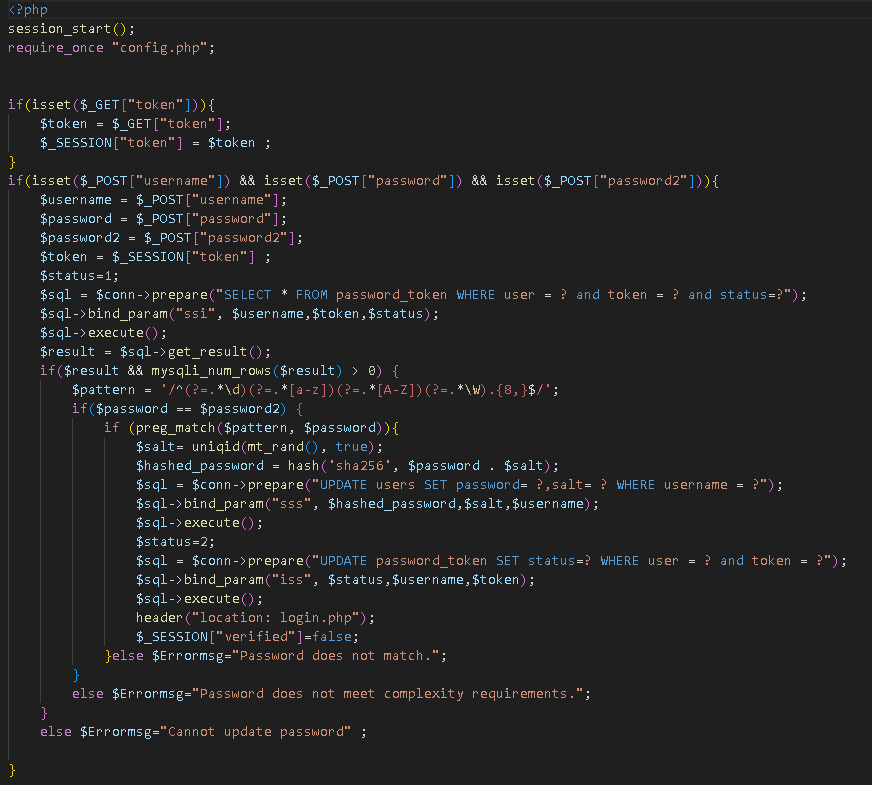 <?php
session_start();
require_once "config.php";
if(isset($_GET["token"])){
$token = $_GET["token"];
$_SESSION["token"] = $token ;
}
if(isset($_POST["username"]) && isset($_POST["password"]) && isset($_POST["password2"])){
$username = $_POST["username"];
$password = $_POST["password"];
$password2 = $_POST["password2"];
$token = $_SESSION["token"] ;
$status=1;
$sql = $conn->prepare("SELECT * FROM password_token WHERE user = ? and token = ? and status=?");
$sql->bind_param("ssi", $username,$token,$status);
$sql->execute();
$result = $sql->get_result();
if($result && mysqli_num_rows($result) > 0) {
$pattern = '/^(?=.*\d)(?=.*[a-z])(?=.*[A-Z])(?=.*\W).{8,}$/';
if($password == $password2) {
if (preg_match($pattern, $password)){
$salt= uniqid(mt_rand(), true);
$hashed_password = hash('sha256', $password . $salt);
$sql = $conn->prepare("UPDATE users SET password= ?,salt= ? WHERE username = ?");
$sql->bind_param("sss", $hashed_password,$salt,$username);
$sql->execute();
$status=2;
$sql = $conn->prepare("UPDATE password_token SET status=? WHERE user = ? and token = ?");
$sql->bind_param("iss", $status,$username,$token);
$sql->execute();
header("location: login.php");
$_SESSION["verified"]=false;
}else $Errormsg="Password does not match.";
}
else $Errormsg="Password does not meet complexity requirements.";
}
else $Errormsg="Cannot update password" ;
}